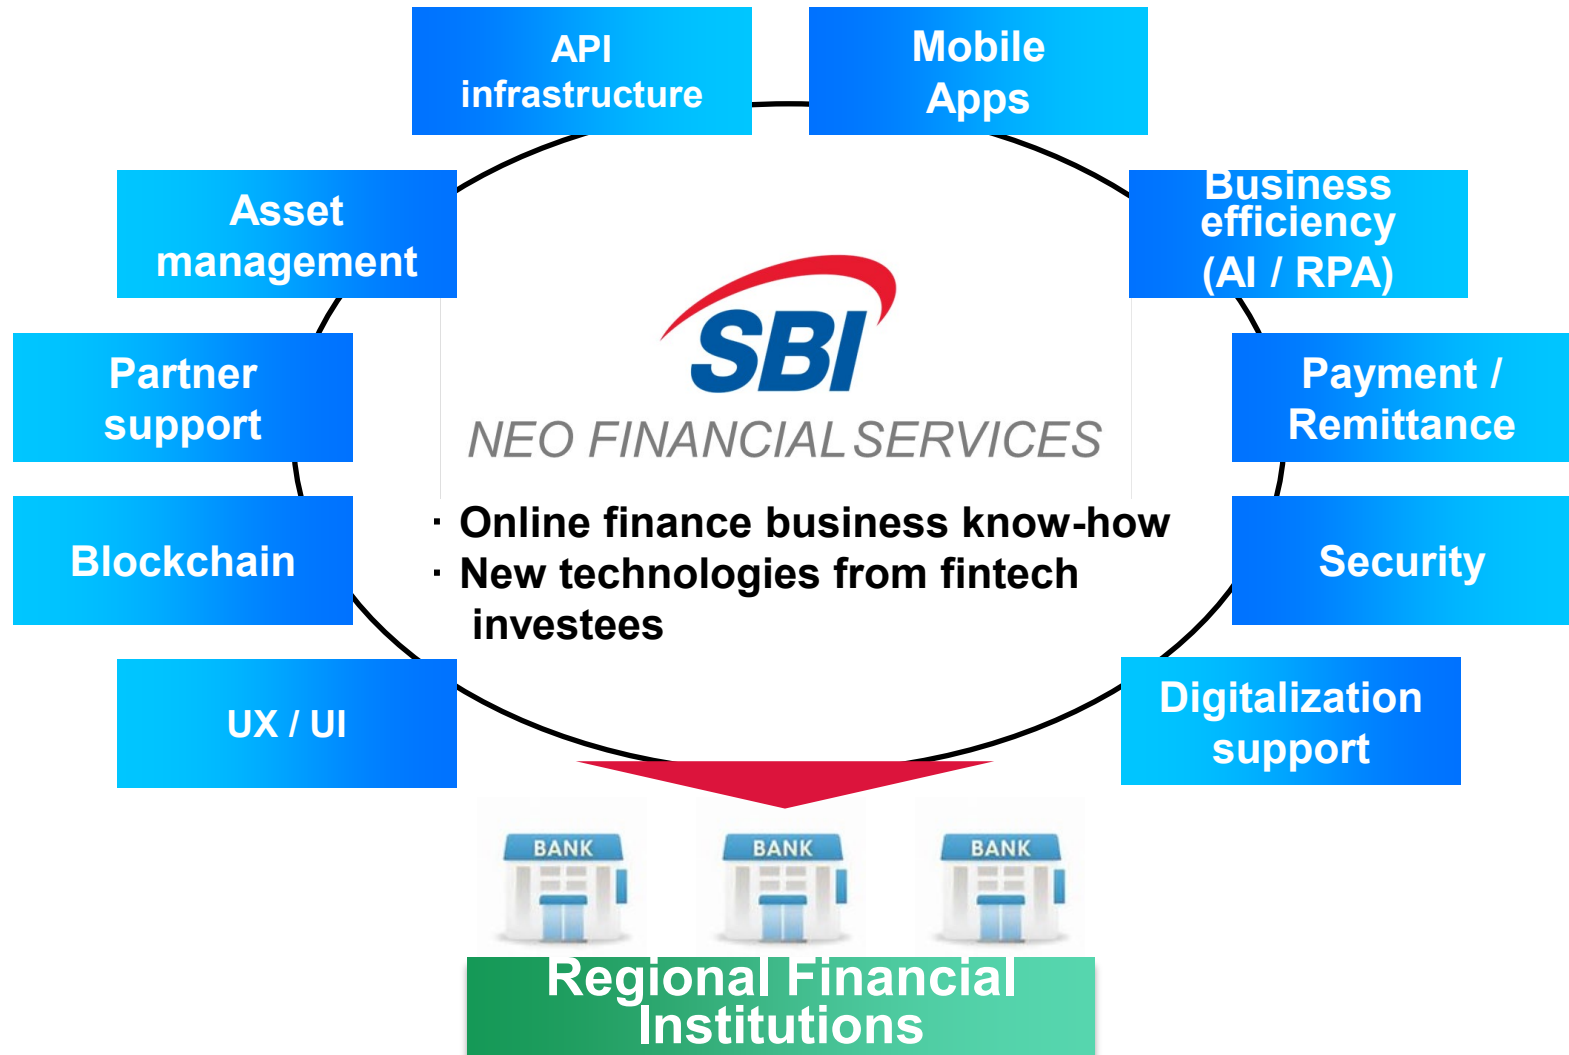 API
infrastructure
Mobile
Apps
Asset
management
Business
efficiency
(AI / RPA)
Partner
support
Payment /
Remittance
SBI
NEO FINANCIAL SERVICES
· Online finance business know-how
· New technologies from fintech
investees
Blockchain
Security
UX / UI
Digitalization
support
BANK
BANK
BANK
Regional Financial
Institutions